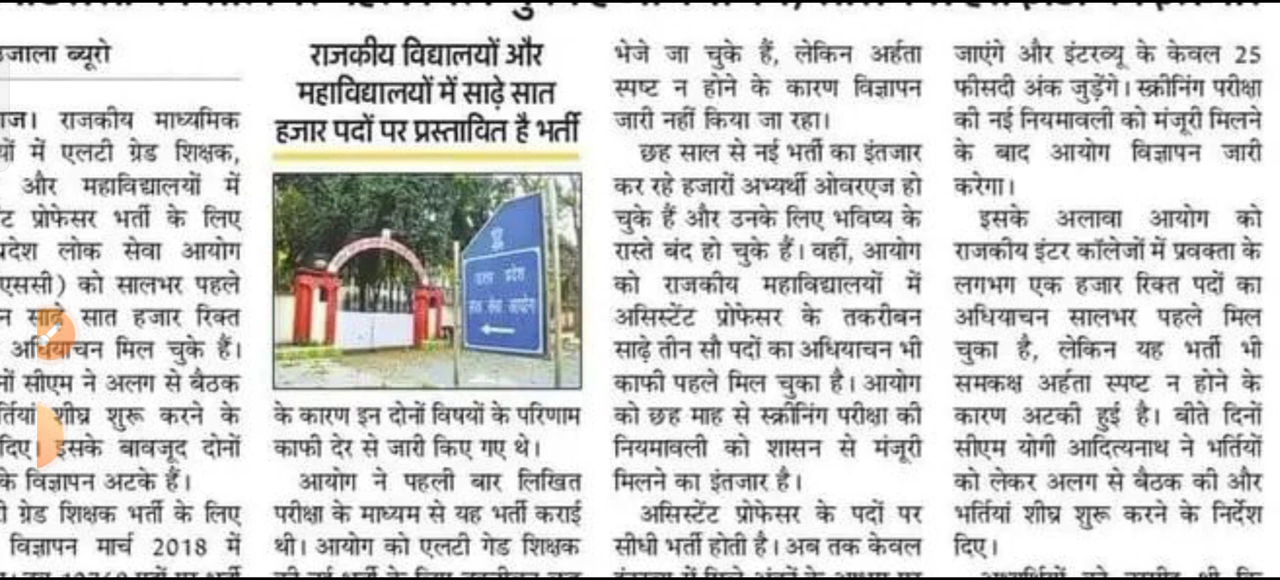 उजाला ब्यूरो
राजकीय माध्यमिक
में एलटी ग्रेड शिक्षक,
और महाविद्यालयों में
प्रोफेसर भर्ती के लिए
लोक सेवा आयोग
को सालभर पहले
साढ़े सात हजार रिक्त
अधियाचन मिल चुके हैं।
सीएम ने अलग से बैठक
शीघ्र शुरू करने के
इसके बावजूद दोनों
के विज्ञापन अटके हैं।
ग्रेड शिक्षक भर्ती के लिए
विज्ञापन मार्च 2018 में
राजकीय विद्यालयों और
महाविद्यालयों में साढ़े सात
हजार पदों पर प्रस्तावित है भर्ती
उत्तर प्रदेश
लोक सेवा आयोग
के कारण इन दोनों विषयों के परिणाम
काफी देर से जारी किए गए थे।
आयोग ने पहली बार लिखित
परीक्षा के माध्यम से यह भर्ती कराई
थी। आयोग को एलटी गेड शिक्षक
भेजे जा चुके हैं, लेकिन अर्हता
स्पष्ट न होने के कारण विज्ञापन
जारी नहीं किया जा रहा।
छह साल से नई भर्ती का इंतजार
कर रहे हजारों अभ्यर्थी ओवरएज हो
चुके हैं और उनके लिए भविष्य के
रास्ते बंद हो चुके हैं। वहीं, आयोग
को राजकीय महाविद्यालयों में
असिस्टेंट प्रोफेसर के तकरीबन
साढ़े तीन सौ पदों का अधियाचन भी
काफी पहले मिल चुका है। आयोग
को छह माह से स्क्रीनिंग परीक्षा की
नियमावली को शासन से मंजूरी
मिलने का इंतजार है।
असिस्टेंट प्रोफेसर के पदों पर
सीधी भर्ती होती है। अब तक केवल
जाएंगे और इंटरव्यू के केवल 25
फीसदी अंक जुड़ेंगे। स्क्रीनिंग परीक्षा
की नई नियमावली को मंजूरी मिलने
के बाद आयोग विज्ञापन जारी
करेगा।
इसके अलावा आयोग को
राजकीय इंटर कॉलेजों में प्रवक्ता के
लगभग एक हजार रिक्त पदों का
अधियाचन सालभर पहले मिल
चुका है, लेकिन यह भर्ती भी
समकक्ष अर्हता स्पष्ट न होने के
कारण अटकी हुई है। बीते दिनों
सीएम योगी आदित्यनाथ ने भर्तियों
को लेकर अलग से बैठक की और
भर्तियां शीघ्र शुरू करने के निर्देश
दिए।